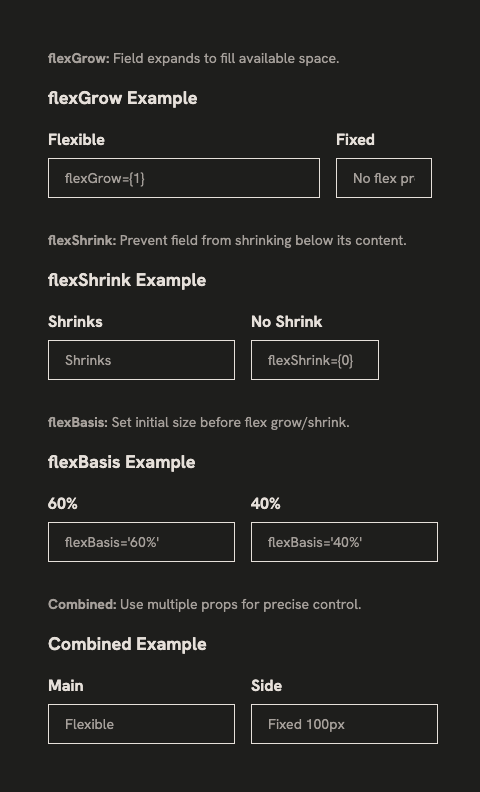 flexGrow: Field expands to fill available space.
flexGrow Example
Flexible Fixed
flexGrow={1} No flex pr
flexShrink: Prevent field from shrinking below its content.
flexShrink Example
Shrinks No Shrink
Shrinks flexShrink={0}
flexBasis: Set initial size before flex grow/shrink.
flexBasis Example
60% 40%
flexBasis='60%' flexBasis='40%'
Combined: Use multiple props for precise control.
Combined Example
Main Side
Flexible Fixed 100px